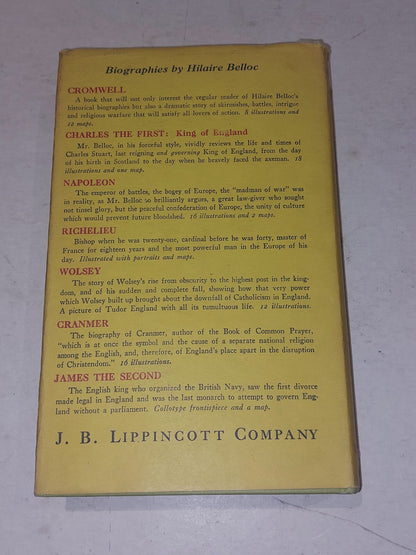 Biographies by Hilaire Belloc
CROMWELL
A book that will not only interest the regular reader of Hilaire Belloc's
historical biographies but also a dramatic story of skirmishes, battles, intrigue
and religious warfare that will satisfy all lovers of action. 8 illustrations and
12 maps.
CHARLES THE FIRST: King of England
Mr. Belloc, in his forceful style, vividly reviews the life and times of
Charles Stuart, last reigning and governing King of England, from the day
of his birth in Scotland to the day when he bravely faced the axeman. 18
illustrations and one map.
NAPOLEON
The emperor of battles, the bogey of Europe, the "madman of war" was
in reality, as Mr. Belloc so brilliantly argues, a great law-giver who sought
not tinsel glory, but the peaceful confederation of Europe, the unity of culture
which would prevent future bloodshed. 16 illustrations and 2 maps.
RICHELIEU
Bishop when he was twenty-one, cardinal before he was forty, master of
France for eighteen years and the most powerful man in the Europe of his
day. Illustrated with portraits and maps.
WOLSEY
The story of Wolsey's rise from obscurity to the highest post in the king-
dom, and of his sudden and complete fall, showing how that very power
which Wolsey built up brought about the downfall of Catholicism in England.
A picture of Tudor England with all its tumultuous life. 12 illustrations.
CRANMER
The biography of Cranmer, author of the Book of Common Prayer,
"which is at once the symbol and the cause of a separate national religion
among the English, and, therefore, of England's place apart in the disruption
of Christendom." 16 illustrations.
JAMES THE SECOND
The English king who organized the British Navy, saw the first divorce
made legal in England and was the last monarch to attempt to govern Eng-
land without a parliament. Collotype frontispiece and a map.
J. B. LIPPINCOTT COMPANY